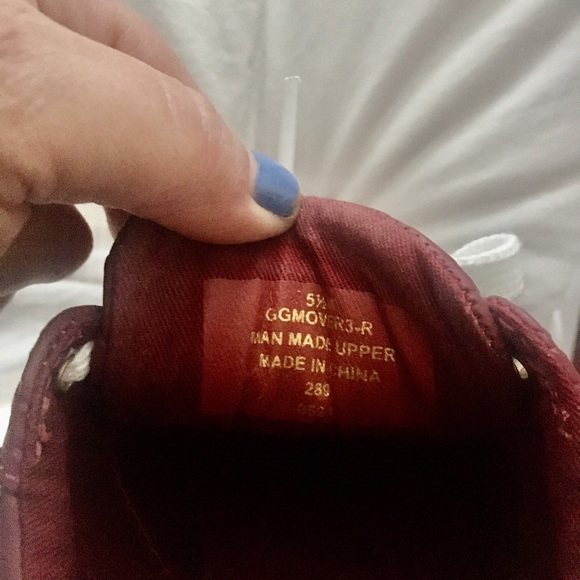 5½
GGMOVER3-R
MAN MADE UPPER
MADE IN CHINA
289